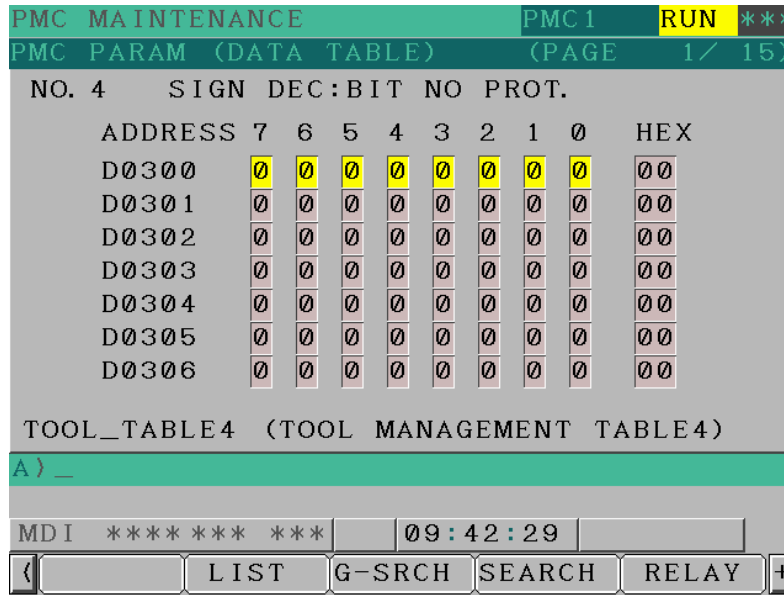 PMC MAINTENANCE PMC1 RUN ***
PMC PARAM (DATA TABLE) (PAGE 1/ 15)
NO. 4 SIGN DEC:BIT NO PROT.
ADDRESS 7 6 5 4 3 2 1 0 HEX
D0300 0 0 0 0 0 0 0 0 00
D0301 0 0 0 0 0 0 0 0 00
D0302 0 0 0 0 0 0 0 0 00
D0303 0 0 0 0 0 0 0 0 00
D0304 0 0 0 0 0 0 0 0 00
D0305 0 0 0 0 0 0 0 0 00
D0306 0 0 0 0 0 0 0 0 00
TOOL_TABLE4 (TOOL MANAGEMENT TABLE4)
A)_
MDI **** *** *** 09:42:29
( LIST G-SRCH SEARCH RELAY +